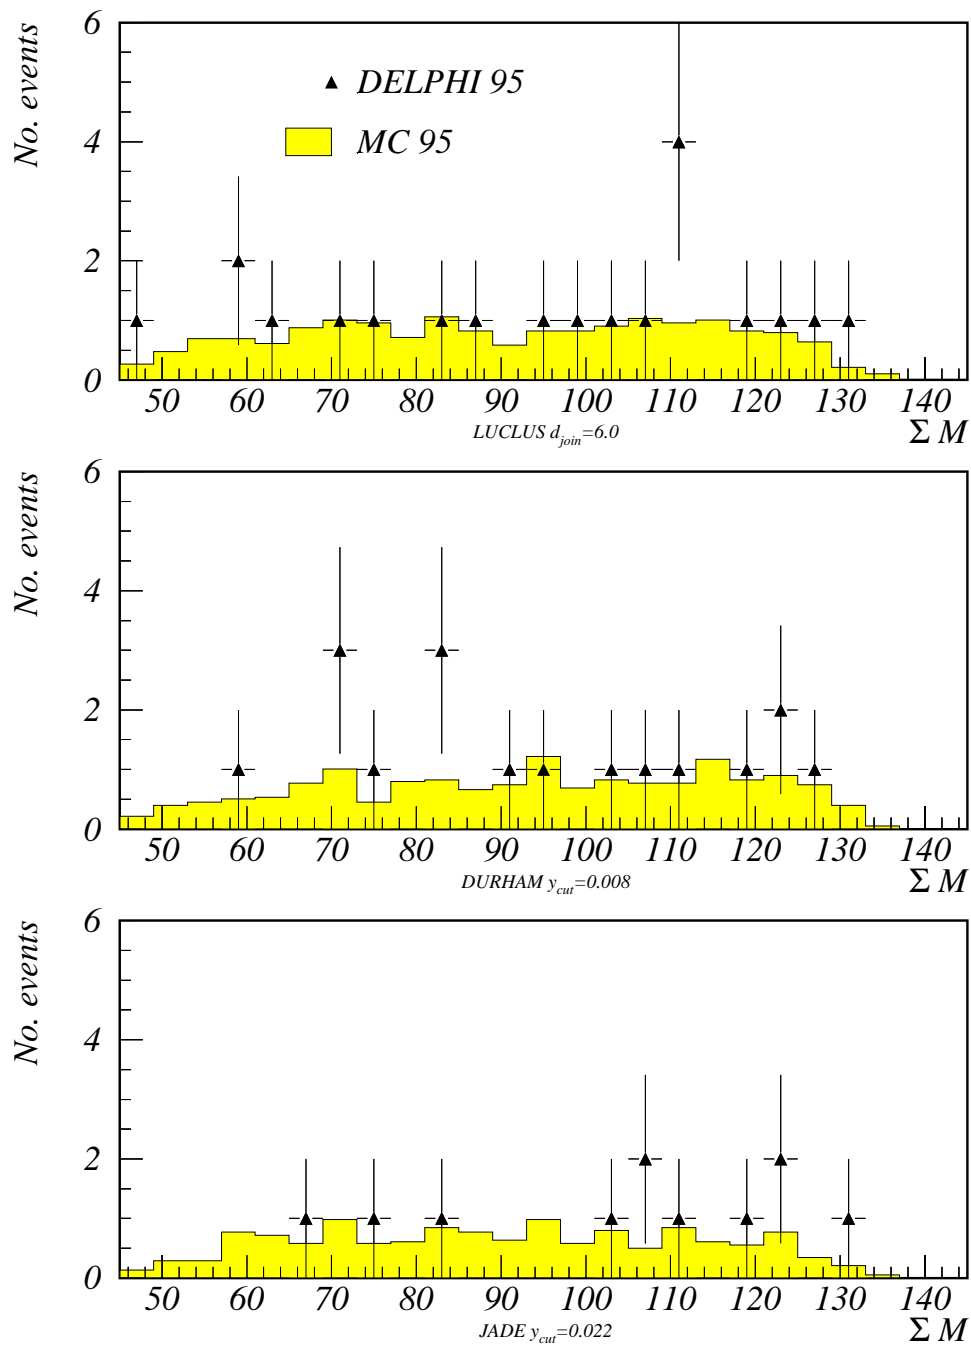 No. events
6
4
2
0
DELPHI 95
MC 95
50 60 70 80 90 100 110 120 130 140
LUCLUS d_join=6.0
Σ M
No. events
6
4
2
0
50 60 70 80 90 100 110 120 130 140
DURHAM y_cut=0.008
Σ M
No. events
6
4
2
0
50 60 70 80 90 100 110 120 130 140
JADE y_cut=0.022
Σ M